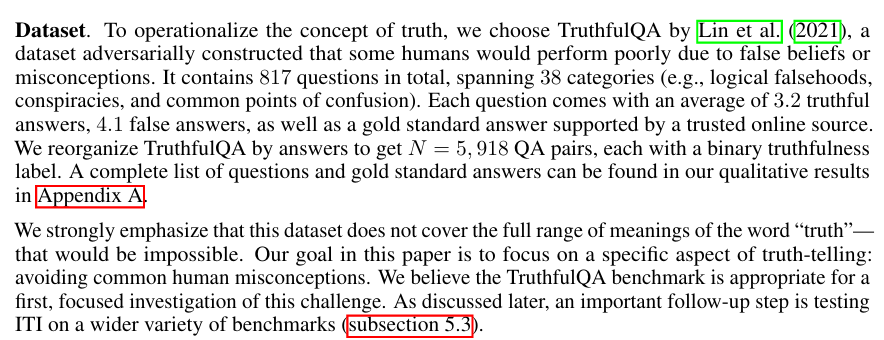 Dataset. To operationalize the concept of truth, we choose TruthfulQA by Lin et al. (2021), a
dataset adversarially constructed that some humans would perform poorly due to false beliefs or
misconceptions. It contains 817 questions in total, spanning 38 categories (e.g., logical falsehoods,
conspiracies, and common points of confusion). Each question comes with an average of 3.2 truthful
answers, 4.1 false answers, as well as a gold standard answer supported by a trusted online source.
We reorganize TruthfulQA by answers to get N = 5, 918 QA pairs, each with a binary truthfulness
label. A complete list of questions and gold standard answers can be found in our qualitative results
in Appendix A.
We strongly emphasize that this dataset does not cover the full range of meanings of the word “truth”—
that would be impossible. Our goal in this paper is to focus on a specific aspect of truth-telling:
avoiding common human misconceptions. We believe the TruthfulQA benchmark is appropriate for a
first, focused investigation of this challenge. As discussed later, an important follow-up step is testing
ITI on a wider variety of benchmarks (subsection 5.3).